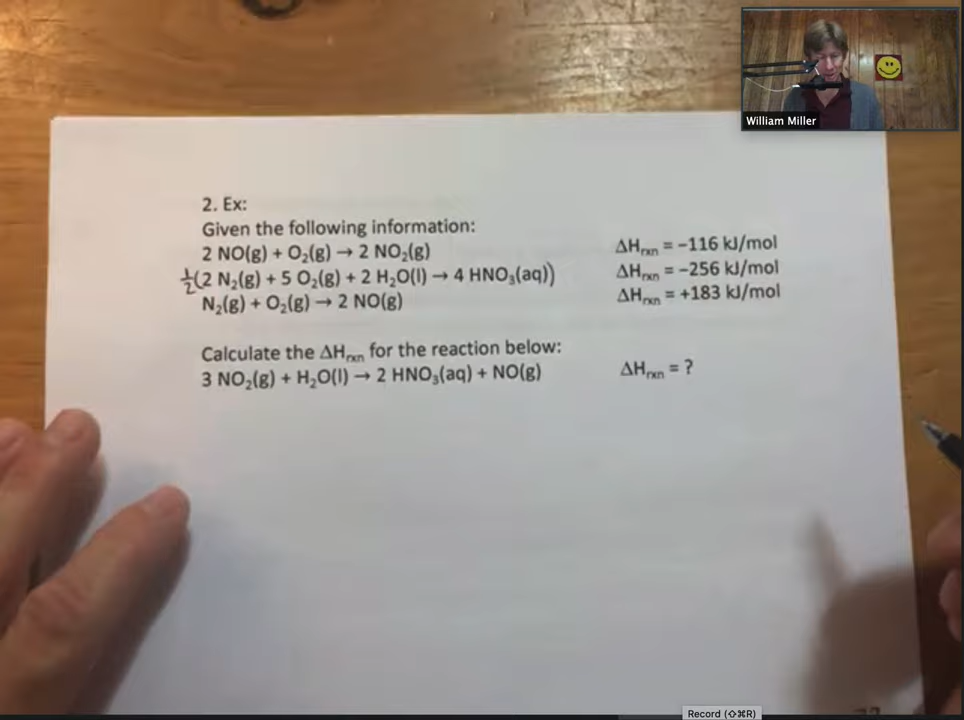 William Miller
2. Ex:
Given the following information:
2 NO(g) + O₂(g) → 2 NO₂(g) ΔHᵣₓₙ = −116 kJ/mol
½(2 N₂(g) + 5 O₂(g) + 2 H₂O(l) → 4 HNO₃(aq)) ΔHᵣₓₙ = −256 kJ/mol
N₂(g) + O₂(g) → 2 NO(g) ΔHᵣₓₙ = +183 kJ/mol
Calculate the ΔHᵣₓₙ for the reaction below:
3 NO₂(g) + H₂O(l) → 2 HNO₃(aq) + NO(g) ΔHᵣₓₙ = ?
Record (⇧⌘R)